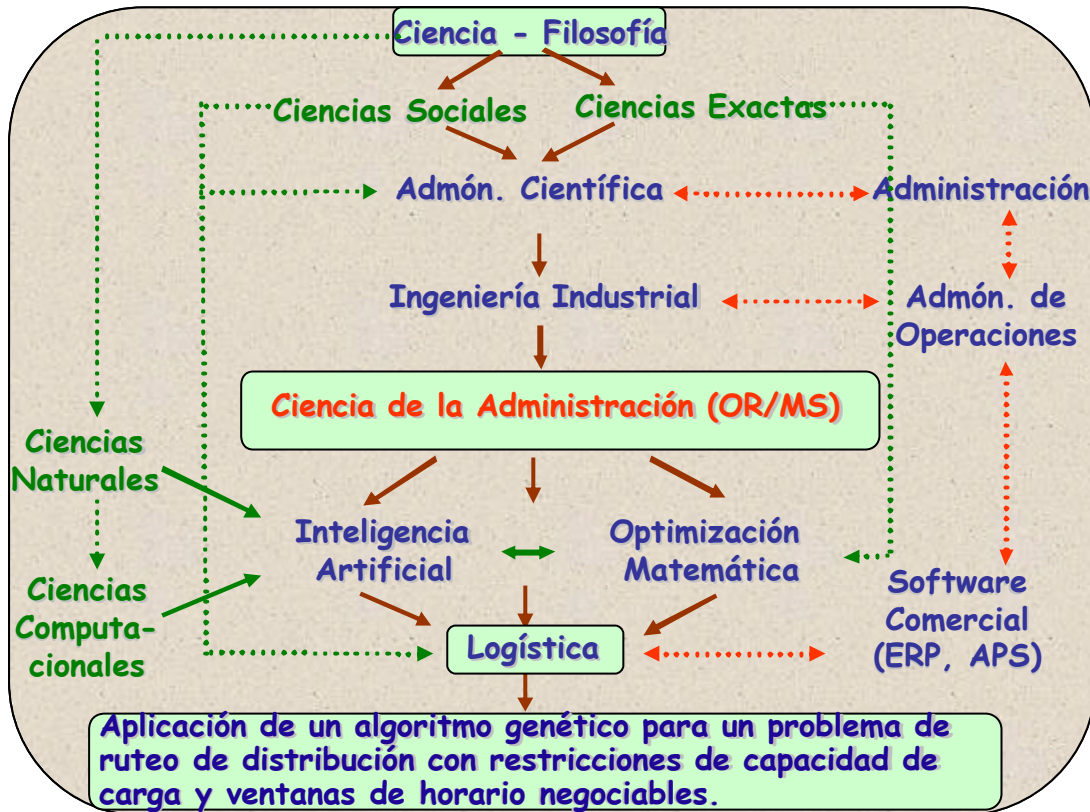 Ciencia - Filosofía
Ciencias Sociales
Ciencias Exactas
Admón. Científica
Administración
Ingeniería Industrial
Admón. de
Operaciones
Ciencia de la Administración (OR/MS)
Ciencias
Naturales
Inteligencia
Artificial
Optimización
Matemática
Ciencias
Computa-
cionales
Software
Comercial
(ERP, APS)
Logística
Aplicación de un algoritmo genético para un problema de
ruteo de distribución con restricciones de capacidad de
carga y ventanas de horario negociables.